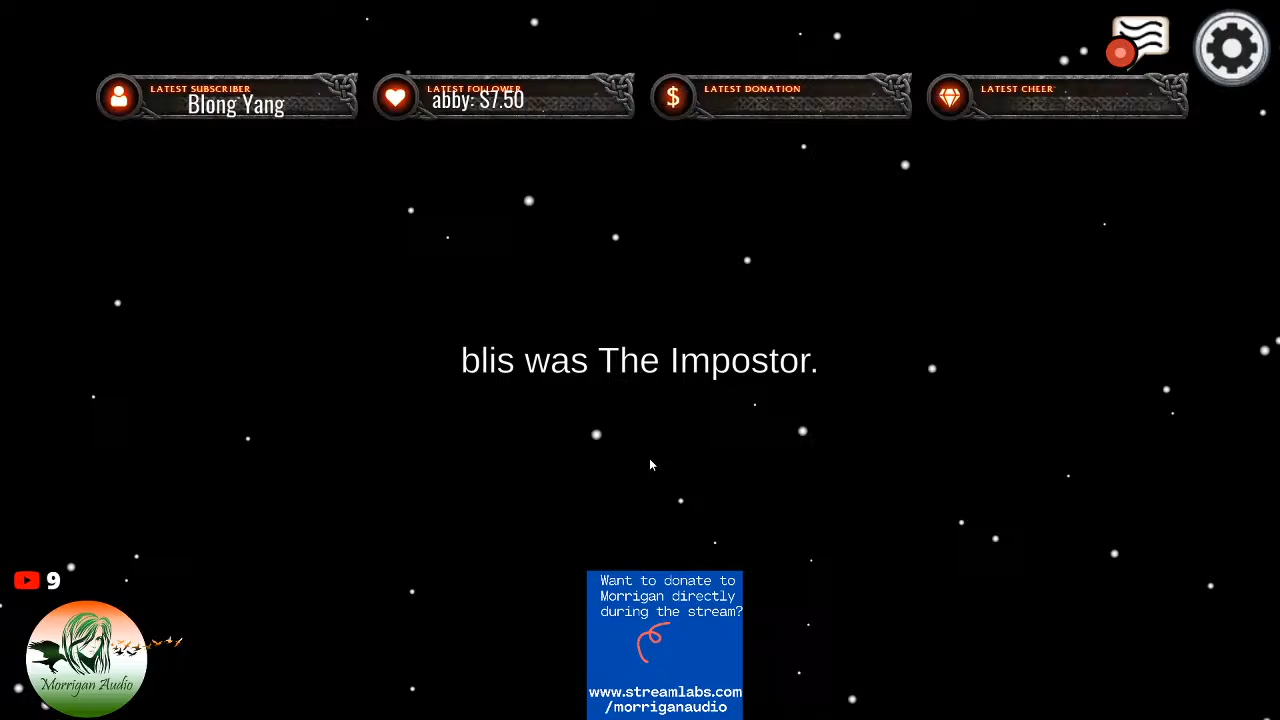 LATEST SUBSCRIBER
Blong Yang
LATEST FOLLOWER
abby: $7.50
LATEST DONATION
LATEST CHEER
blis was The Impostor.
9
Morrigan Audio
Want to donate to
Morrigan directly
during the stream?
www.streamlabs.com
/morriganaudio